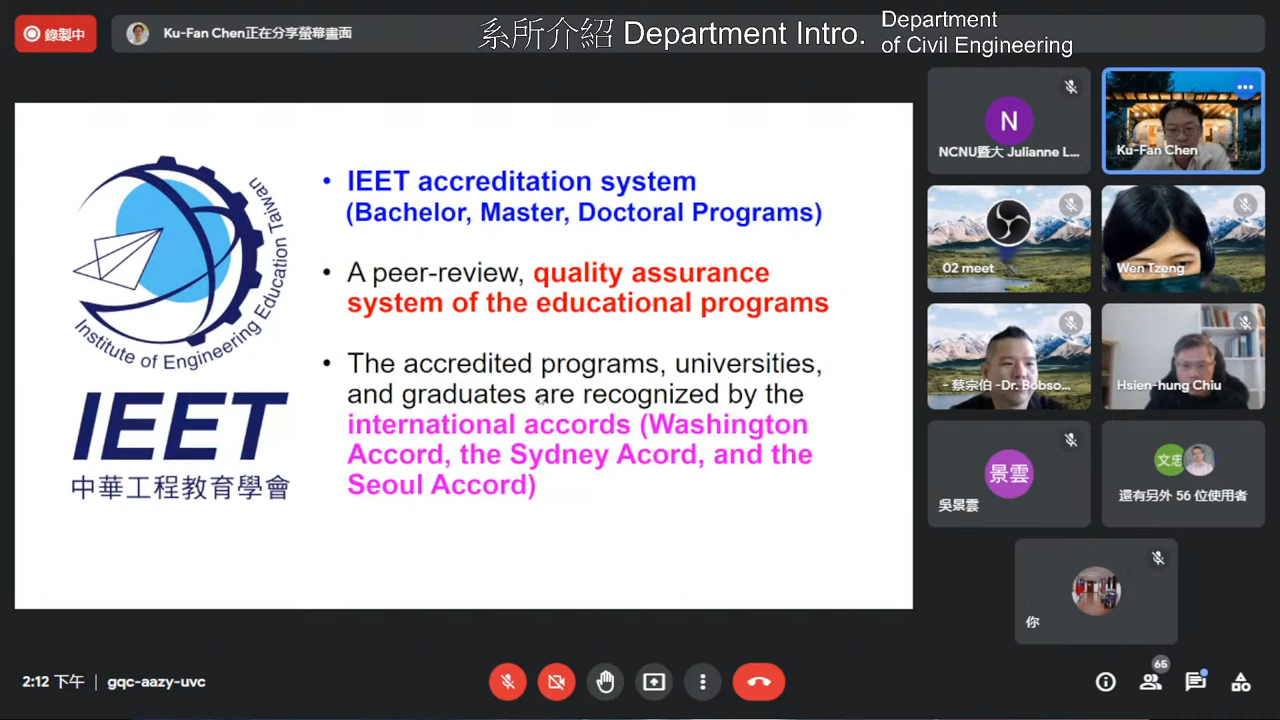 錄製中
Ku-Fan Chen正在分享螢幕畫面
系所介紹 Department Intro.
Department
of Civil Engineering
Institute of Engineering Education Taiwan
IEET
中華工程教育學會
• IEET accreditation system
(Bachelor, Master, Doctoral Programs)
• A peer-review, quality assurance
system of the educational programs
• The accredited programs, universities,
and graduates are recognized by the
international accords (Washington
Accord, the Sydney Acord, and the
Seoul Accord)
N
NCNU暨大 Julianne L...
Ku-Fan Chen
02 meet
Wen Tzeng
- 蔡宗伯 -Dr. Bobso...
Hsien-hung Chiu
景雲
吳景雲
文忠
還有另外 56 位使用者
你
2:12 下午 | gqc-aazy-uvc
65